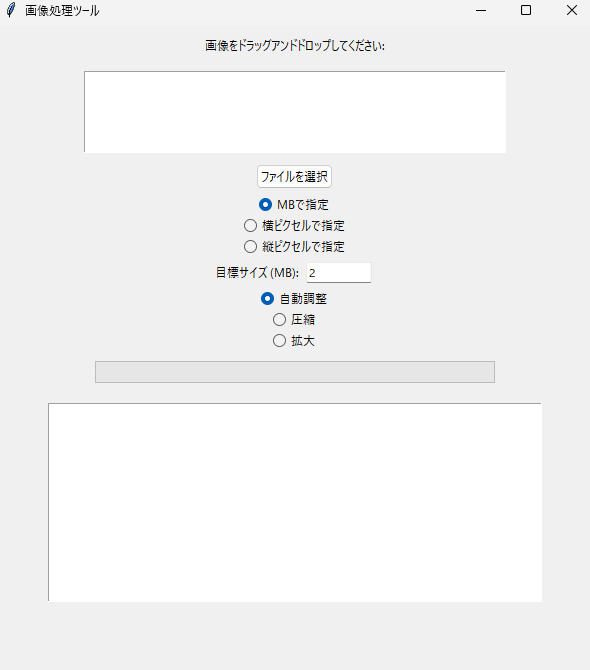 画像処理ツール
画像をドラッグアンドドロップしてください:
ファイルを選択
MBで指定
横ピクセルで指定
縦ピクセルで指定
目標サイズ (MB): 2
自動調整
圧縮
拡大